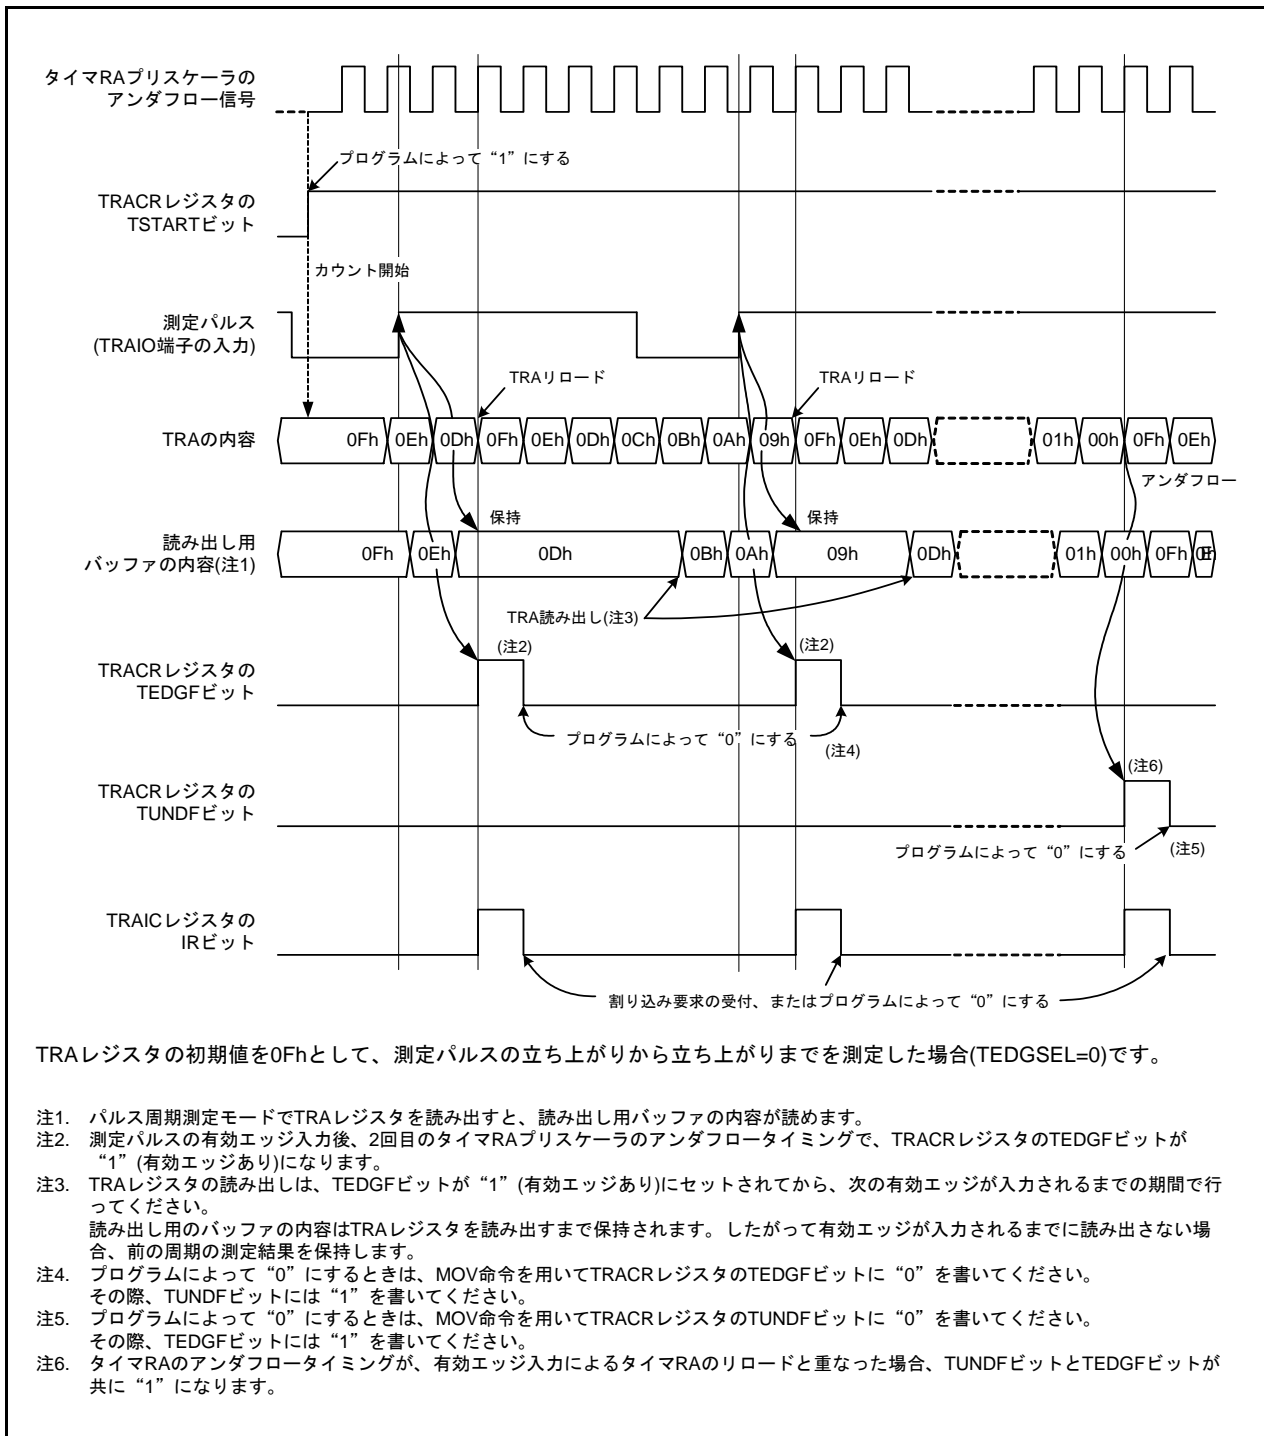 タイマRAプリスケーラの
アンダフロー信号
プログラムによって“1”にする
TRACRレジスタの
TSTARTビット
カウント開始
測定パルス
(TRAIO端子の入力)
TRAリロード TRAリロード
TRAの内容 0Fh 0Eh 0Dh 0Fh 0Eh 0Dh 0Ch 0Bh 0Ah 09h 0Fh 0Eh 0Dh 01h 00h 0Fh 0Eh
アンダフロー
保持 保持
読み出し用
バッファの内容(注1) 0Fh 0Eh 0Dh 0Bh 0Ah 09h 0Dh 01h 00h 0Fh 0Eh
TRA読み出し(注3)
(注2) (注2)
TRACRレジスタの
TEDGFビット
プログラムによって“0”にする (注4)
(注6)
TRACRレジスタの
TUNDFビット
プログラムによって“0”にする (注5)
TRAICレジスタの
IRビット
割り込み要求の受付、またはプログラムによって“0”にする
TRAレジスタの初期値を0Fhとして、測定パルスの立ち上がりから立ち上がりまでを測定した場合(TEDGSEL=0)です。
注1. パルス周期測定モードでTRAレジスタを読み出すと、読み出し用バッファの内容が読めます。
注2. 測定パルスの有効エッジ入力後、2回目のタイマRAプリスケーラのアンダフロータイミングで、TRACRレジスタのTEDGFビットが
“1”(有効エッジあり)になります。
注3. TRAレジスタの読み出しは、TEDGFビットが“1”(有効エッジあり)にセットされてから、次の有効エッジが入力されるまでの期間で行
ってください。
読み出し用のバッファの内容はTRAレジスタを読み出すまで保持されます。したがって有効エッジが入力されるまでに読み出さない場
合、前の周期の測定結果を保持します。
注4. プログラムによって“0”にするときは、MOV命令を用いてTRACRレジスタのTEDGFビットに“0”を書いてください。
その際、TUNDFビットには“1”を書いてください。
注5. プログラムによって“0”にするときは、MOV命令を用いてTRACRレジスタのTUNDFビットに“0”を書いてください。
その際、TEDGFビットには“1”を書いてください。
注6. タイマRAのアンダフロータイミングが、有効エッジ入力によるタイマRAのリロードと重なった場合、TUNDFビットとTEDGFビットが
共に“1”になります。